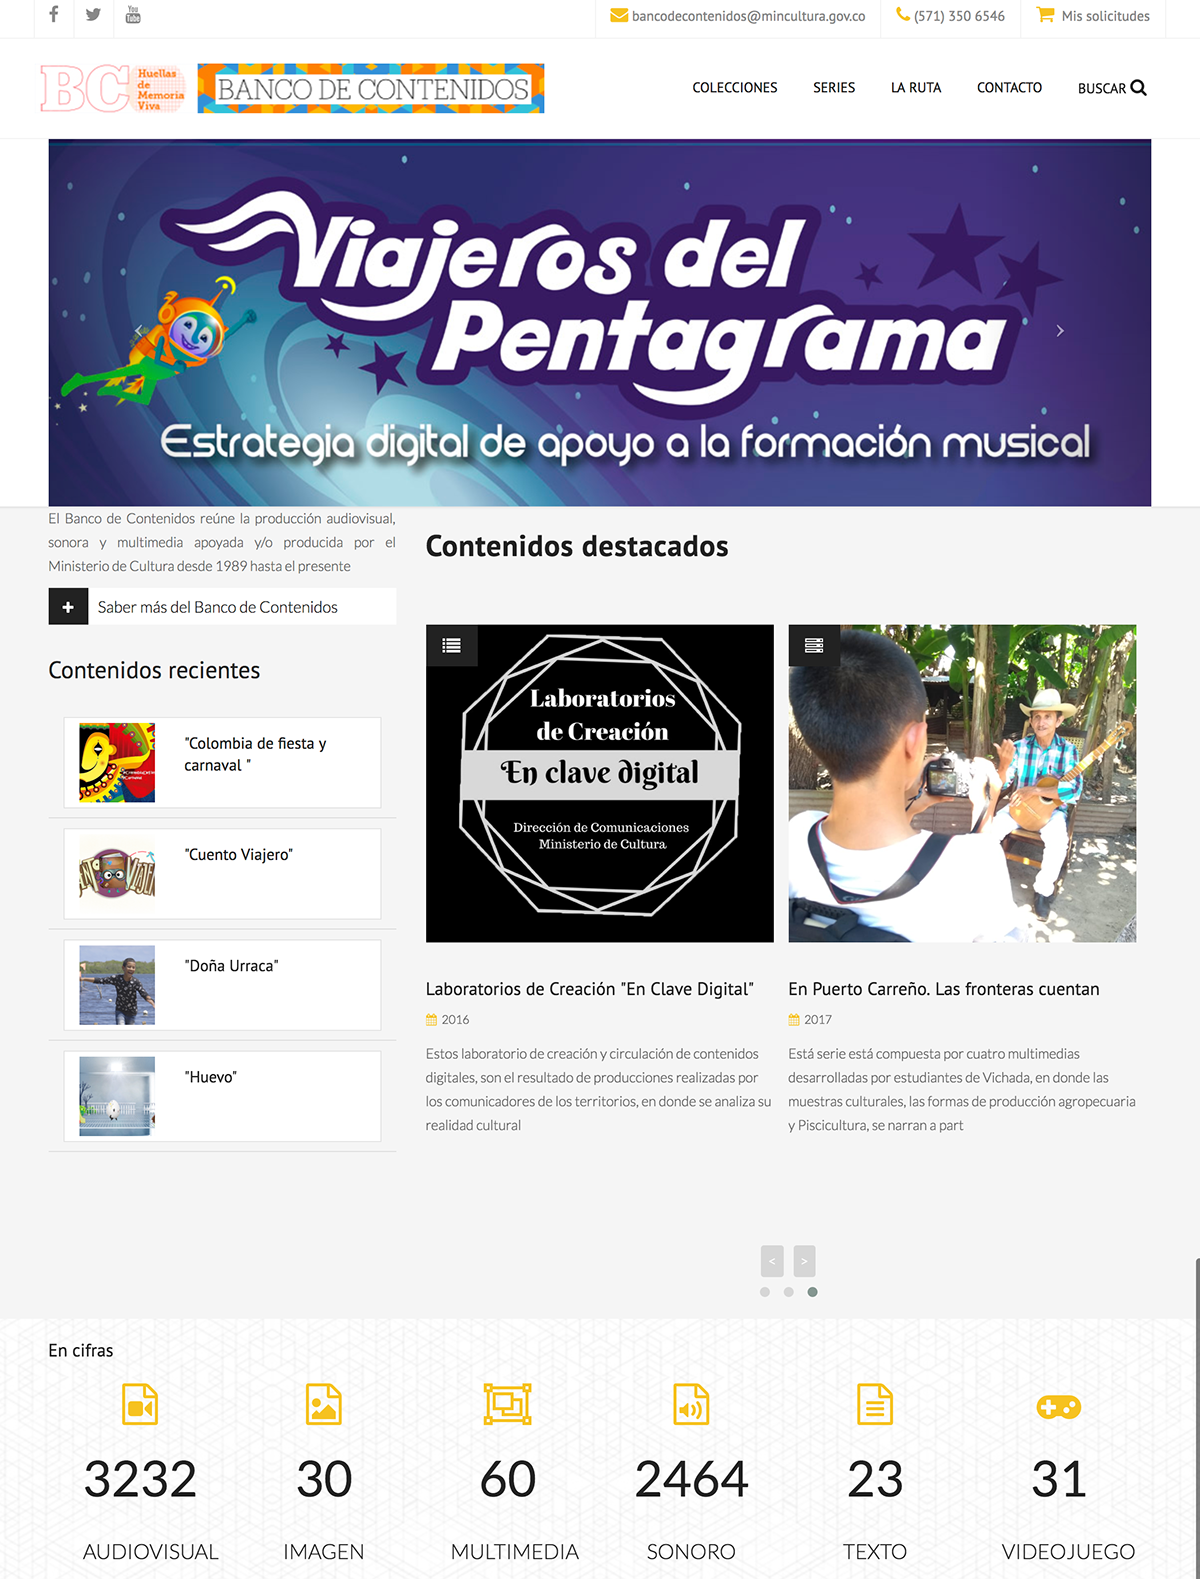 You
Tube
bancodecontenidos@mincultura.gov.co
(571) 350 6546
Mis solicitudes
BC
Huellas
de
Memoria
Viva
BANCO DE CONTENIDOS
COLECCIONES
SERIES
LA RUTA
CONTACTO
BUSCAR
Viajeros del
Pentagrama
Estrategia digital de apoyo a la formación musical
El Banco de Contenidos reúne la producción audiovisual,
sonora y multimedia apoyada y/o producida por el
Ministerio de Cultura desde 1989 hasta el presente
Saber más del Banco de Contenidos
Contenidos recientes
"Colombia de fiesta y
carnaval "
"Cuento Viajero"
"Doña Urraca"
"Huevo"
Contenidos destacados
Laboratorios
de Creación
En clave digital
Dirección de Comunicaciones
Ministerio de Cultura
Laboratorios de Creación "En Clave Digital"
2016
Estos laboratorio de creación y circulación de contenidos
digitales, son el resultado de producciones realizadas por
los comunicadores de los territorios, en donde se analiza su
realidad cultural
En Puerto Carreño. Las fronteras cuentan
2017
Está serie está compuesta por cuatro multimedias
desarrolladas por estudiantes de Vichada, en donde las
muestras culturales, las formas de producción agropecuaria
y Piscicultura, se narran a part
< >
En cifras
3232
AUDIOVISUAL
30
IMAGEN
60
MULTIMEDIA
2464
SONORO
23
TEXTO
31
VIDEOJUEGO